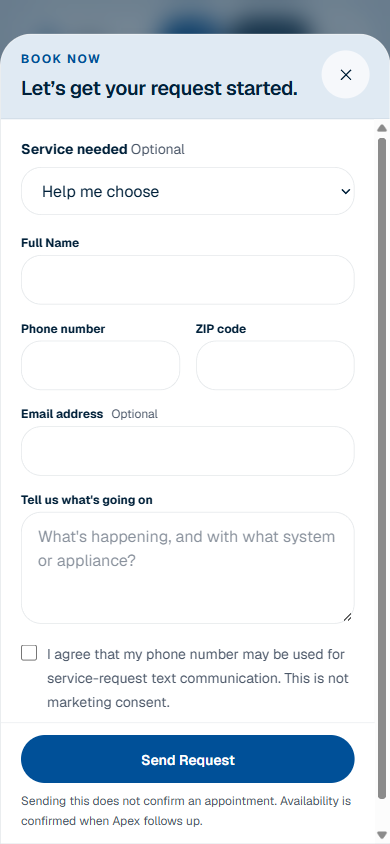 BOOK NOW
Let’s get your request started.
Service needed Optional
Help me choose
Full Name
Phone number ZIP code
Email address Optional
Tell us what's going on
What's happening, and with what system
or appliance?
I agree that my phone number may be used for
service-request text communication. This is not
marketing consent.
Send Request
Sending this does not confirm an appointment. Availability is
confirmed when Apex follows up.